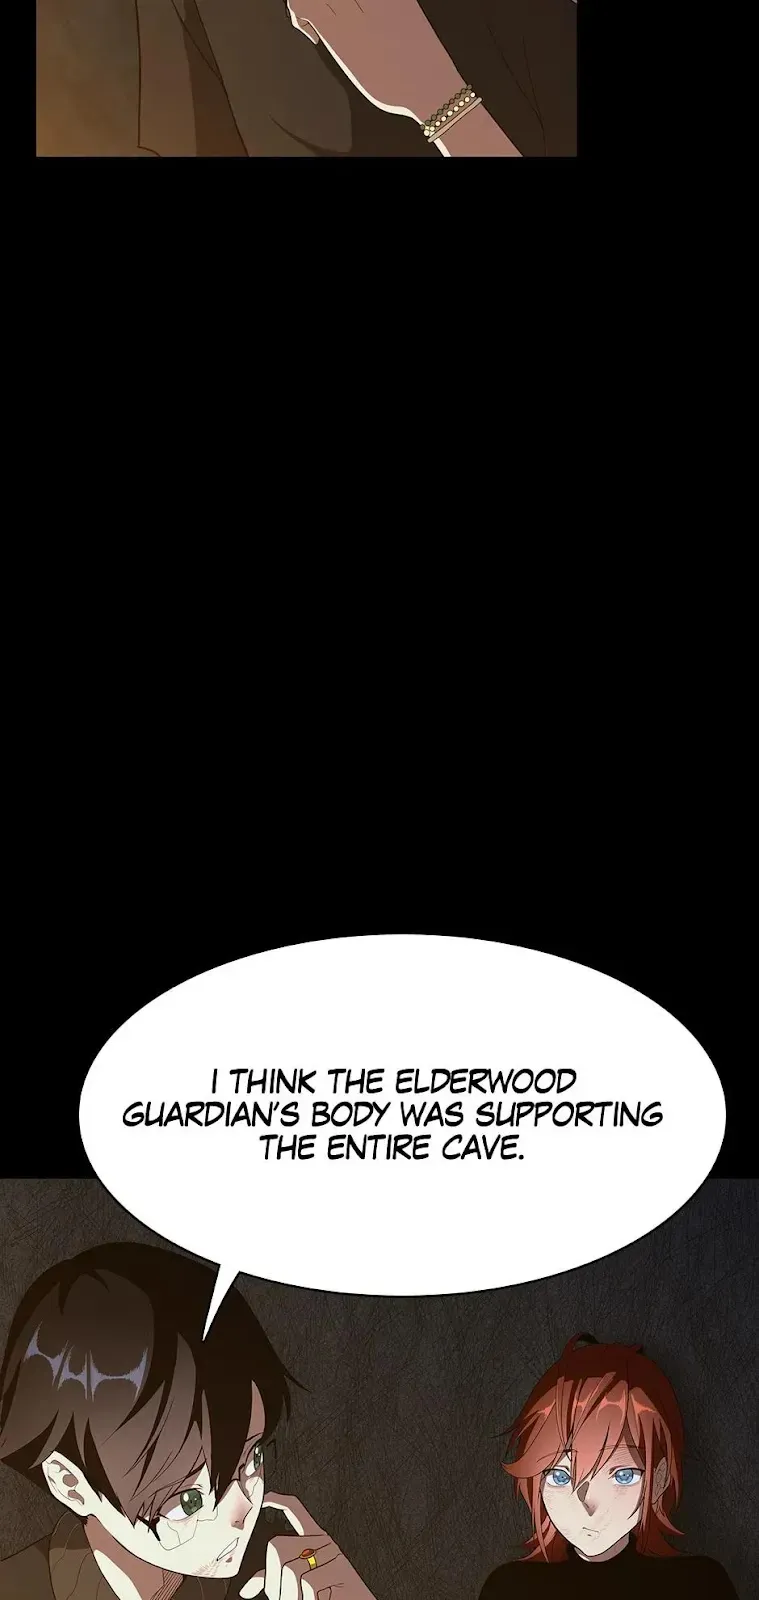 I THINK THE ELDERWOOD
GUARDIAN'S BODY WAS SUPPORTING
THE ENTIRE CAVE.